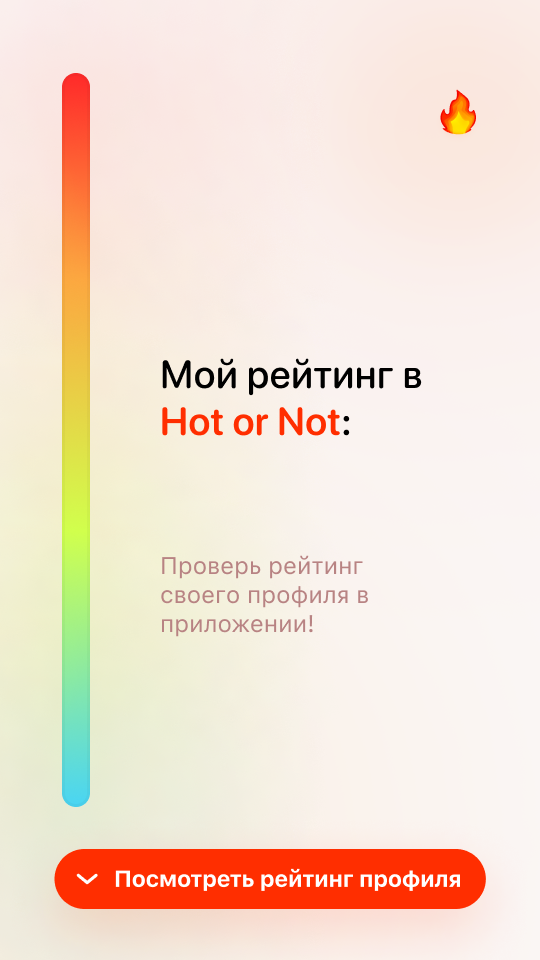 Мой рейтинг в
Hot or Not:
Проверь рейтинг
своего профиля в
приложении!
Посмотреть рейтинг профиля